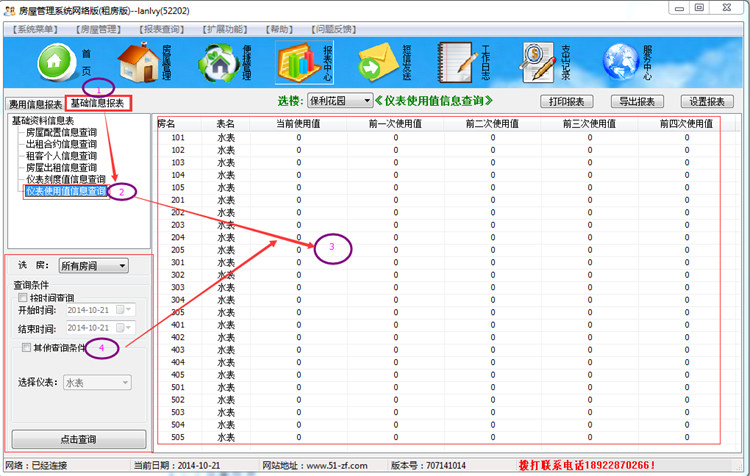 房屋管理系统网络版(租房版)--lanlvy(52202)
【系统菜单】 【房屋管理】 【报表查询】 【扩展功能】 【帮助】 【问题反馈】
首页 房屋管理 便捷管理 报表中心 短信发送 工作日志 支出记录 服务中心
1
费用信息报表 基础信息报表
选楼: 保利花园 《仪表使用值信息查询》 打印报表 导出报表 设置报表
基础资料信息表
房屋配置信息查询
出租合约信息查询
租客个人信息查询
房屋出租信息查询
仪表刻度值信息查询
仪表使用值信息查询
2
选 房: 所有房间
查询条件
按时间查询
开始时间: 2014-10-21
结束时间: 2014-10-21
其他查询条件 4
选择仪表: 水表
点击查询
房名 表名 当前使用值 前一次使用值 前二次使用值 前三次使用值 前四次使用值
101 水表 0 0 0 0 0
102 水表 0 0 0 0 0
103 水表 0 0 0 0 0
104 水表 0 0 0 0 0
105 水表 0 0 0 0 0
201 水表 0 0 0 0 0
202 水表 0 0 0 0 0
203 水表 0 0 0 0 0
204 水表 0 0 0 0 0
205 水表 0 0 0 0 0
3
301 水表 0 0 0 0 0
302 水表 0 0 0 0 0
303 水表 0 0 0 0 0
304 水表 0 0 0 0 0
305 水表 0 0 0 0 0
401 水表 0 0 0 0 0
402 水表 0 0 0 0 0
403 水表 0 0 0 0 0
404 水表 0 0 0 0 0
405 水表 0 0 0 0 0
501 水表 0 0 0 0 0
502 水表 0 0 0 0 0
503 水表 0 0 0 0 0
504 水表 0 0 0 0 0
505 水表 0 0 0 0 0
网络: 已经连接 当前日期: 2014-10-21 网站地址: www.51-zf.com 版本号: 707141014 拨打联系电话18922870266!